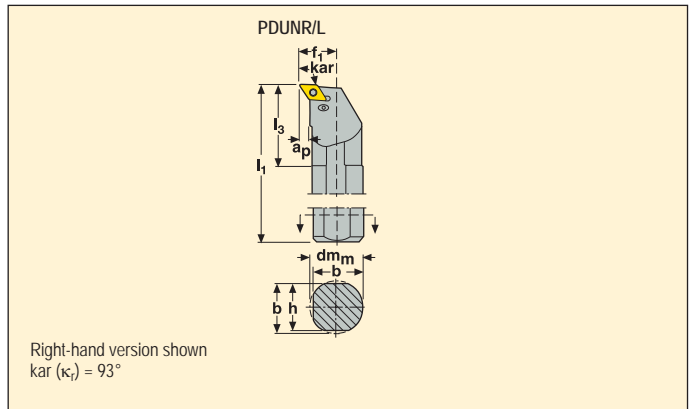 PDUNR/L
f1
kar
l3
ap
l1
dmm
b
b h
Right-hand version shown
kar (κr) = 93°